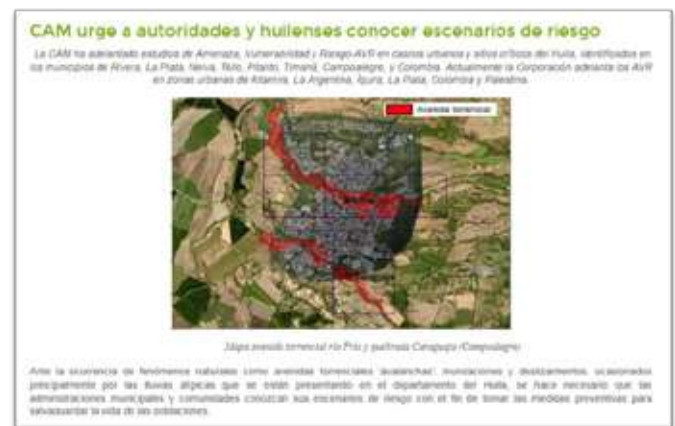 CAM urge a autoridades y huilenses conocer escenarios de riesgo
La CAM ha adelantado estudios de Amenaza, Vulnerabilidad y Riesgo-AVR en cascos urbanos y sitios críticos del Huila, identificados en
los municipios de Rivera, La Plata, Neiva, Tello, Pitalito, Timaná, Campoalegre, y Colombia. Actualmente la Corporación adelanta los AVR
en zonas urbanas de Altamira, La Argentina, Iquira, La Plata, Colombia y Palestina.
Avenida torrencial
Mapa avenida torrencial río Frío y quebrada Caraguaja (Campoalegre)
Ante la ocurrencia de fenómenos naturales como avenidas torrenciales 'avalanchas', inundaciones y deslizamientos, ocasionados
principalmente por las lluvias atípicas que se están presentando en el departamento del Huila, se hace necesario que las
administraciones municipales y comunidades conozcan sus escenarios de riesgo con el fin de tomar las medidas preventivas para
salvaguardar la vida de las poblaciones.